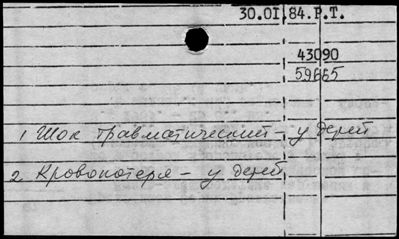 30.01.84.Р.Т.
43090
59665
1 Шок травматический – у детей
2 Кровопотеря – у детей